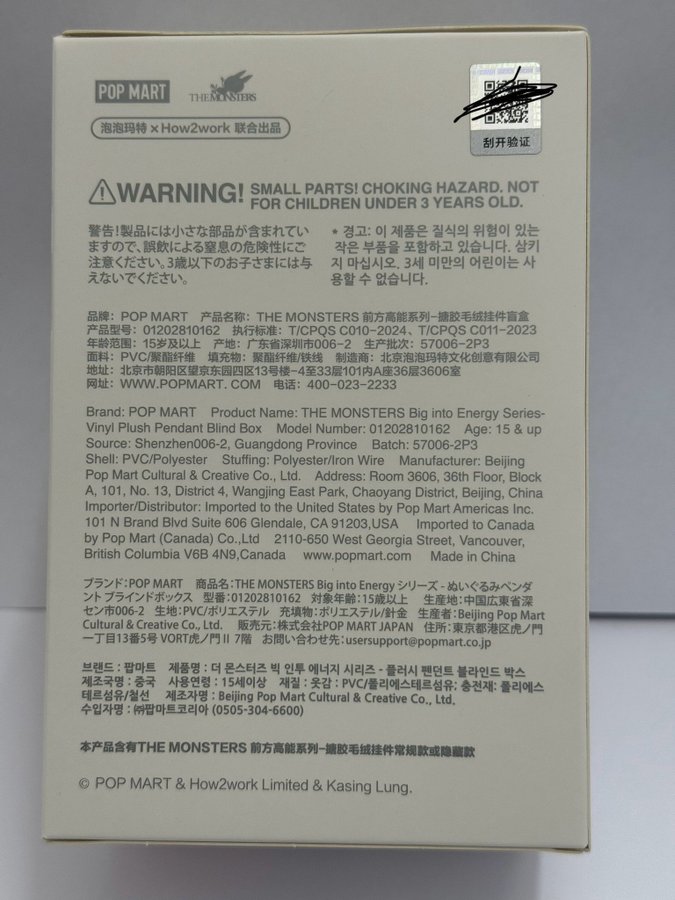 POP MART THE MONSTERS
泡泡玛特 × How2work 联合出品
刮开验证
WARNING! SMALL PARTS! CHOKING HAZARD. NOT
FOR CHILDREN UNDER 3 YEARS OLD.
警告!製品には小さな部品が含まれてい
ますので、誤飲による窒息の危険性にご
注意ください。3歳以下のお子さまには与
えないでください。
* 경고: 이 제품은 질식의 위험이 있는
작은 부품을 포함하고 있습니다. 삼키
지 마십시오. 3세 미만의 어린이는 사
용할 수 없습니다.
品牌：POP MART 产品名称：THE MONSTERS 前方高能系列-搪胶毛绒挂件盲盒
产品型号：01202810162 执行标准：T/CPQS C010-2024、T/CPQS C011-2023
年龄范围：15岁及以上 产地：广东省深圳市006-2 生产批次：57006-2P3
面料：PVC/聚酯纤维 填充物：聚酯纤维/铁线 制造商：北京泡泡玛特文化创意有限公司
地址：北京市朝阳区望京东园四区13号楼-4至33层101内A座36层3606室
网址：WWW.POPMART.COM 电话：400-023-2233
Brand: POP MART Product Name: THE MONSTERS Big into Energy Series-
Vinyl Plush Pendant Blind Box Model Number: 01202810162 Age: 15 & up
Source: Shenzhen006-2, Guangdong Province Batch: 57006-2P3
Shell: PVC/Polyester Stuffing: Polyester/Iron Wire Manufacturer: Beijing
Pop Mart Cultural & Creative Co., Ltd. Address: Room 3606, 36th Floor, Block
A, 101, No. 13, District 4, Wangjing East Park, Chaoyang District, Beijing, China
Importer/Distributor: Imported to the United States by Pop Mart Americas Inc.
101 N Brand Blvd Suite 606 Glendale, CA 91203,USA Imported to Canada
by Pop Mart (Canada) Co.,Ltd 2110-650 West Georgia Street, Vancouver,
British Columbia V6B 4N9,Canada www.popmart.com Made in China
ブランド：POP MART 商品名：THE MONSTERS Big into Energy シリーズ - ぬいぐるみペンダ
ント ブラインドボックス 型番：01202810162 対象年齢：15歳以上 生産地：中国広東省深
セン市006-2 生地：PVC/ポリエステル 充填物：ポリエステル/針金 生産者：Beijing Pop Mart
Cultural & Creative Co., Ltd. 販売元：株式会社POP MART JAPAN 住所：東京都港区虎ノ門
一丁目13番5号 VORT虎ノ門 II 7階 お問い合わせ先：usersupport@popmart.co.jp
브랜드 : 팝마트 제품명 : 더 몬스터즈 빅 인투 에너지 시리즈 - 플러시 펜던트 블라인드 박스
제조국명 : 중국 사용연령 : 15세이상 재질 : 옷감 : PVC/폴리에스테르섬유; 충전재: 폴리에스
테르섬유/철선 제조자명 : Beijing Pop Mart Cultural & Creative Co., Ltd.
수입자명 : ㈜팝마트코리아 (0505-304-6600)
本产品含有THE MONSTERS 前方高能系列-搪胶毛绒挂件常规款或隐藏款
© POP MART & How2work Limited & Kasing Lung.